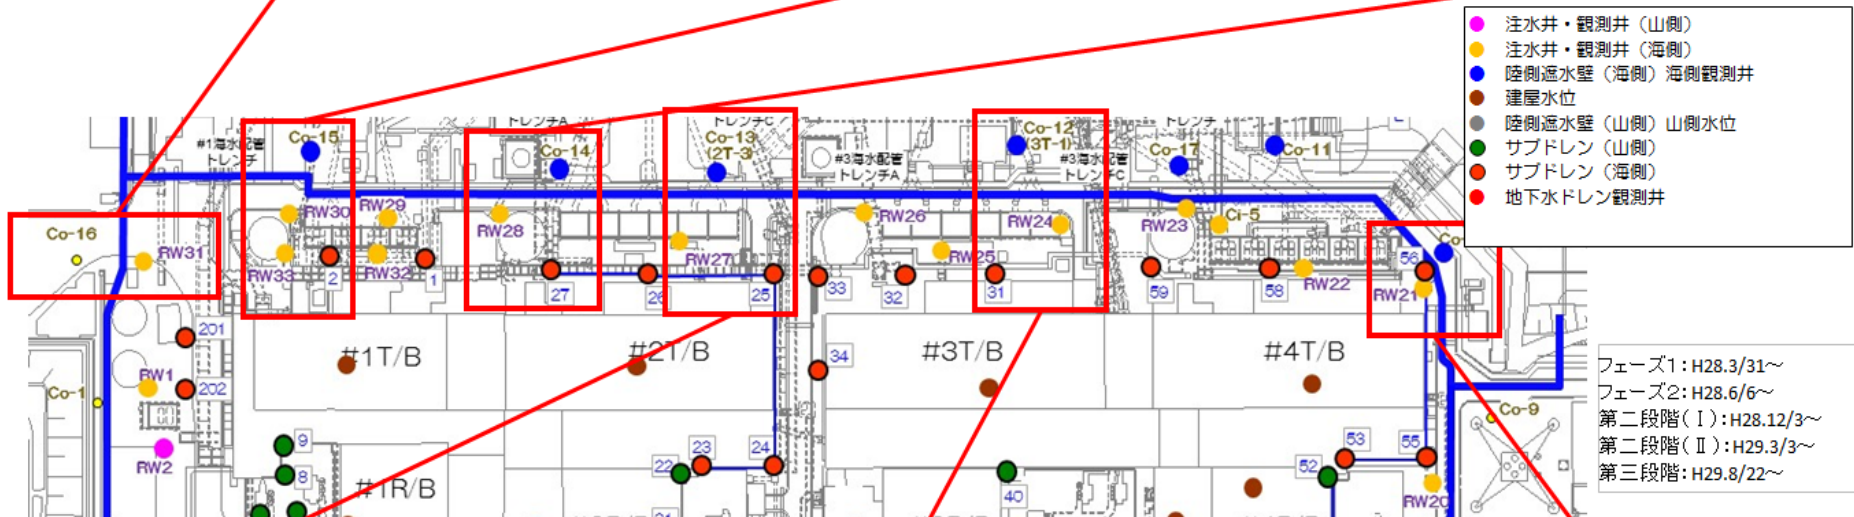 注水井・観測井（山側）
注水井・観測井（海側）
陸側遮水壁（海側）海側観測井
建屋水位
陸側遮水壁（山側）山側水位
サブドレン（山側）
サブドレン（海側）
地下水ドレン観測井
#1海水配管
トレンチ
Co-15
トレンチA
Co-14
トレンチC
Co-13
(2T-3)
#3海水配管
トレンチA
Co-12
(3T-1)
#3海水配管
トレンチC
トレンチ
Co-17
Co-11
Co-16
RW31
RW30
RW29
RW28
RW27
RW26
RW25
RW24
RW23
Ci-5
RW22
RW21
RW33
RW32
2
1
27
26
25
33
32
31
59
58
56
201
202
RW1
Co-1
RW2
#1T/B
#2T/B
34
#3T/B
#4T/B
9
8
#1R/B
22
23
24
40
52
53
55
RW20
Co-9
フェーズ1：H28.3/31～
フェーズ2：H28.6/6～
第二段階(Ⅰ)：H28.12/3～
第二段階(Ⅱ)：H29.3/3～
第三段階：H29.8/22～